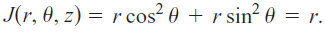 J(r, θ, z) = r cos² θ + r sin² θ = r.